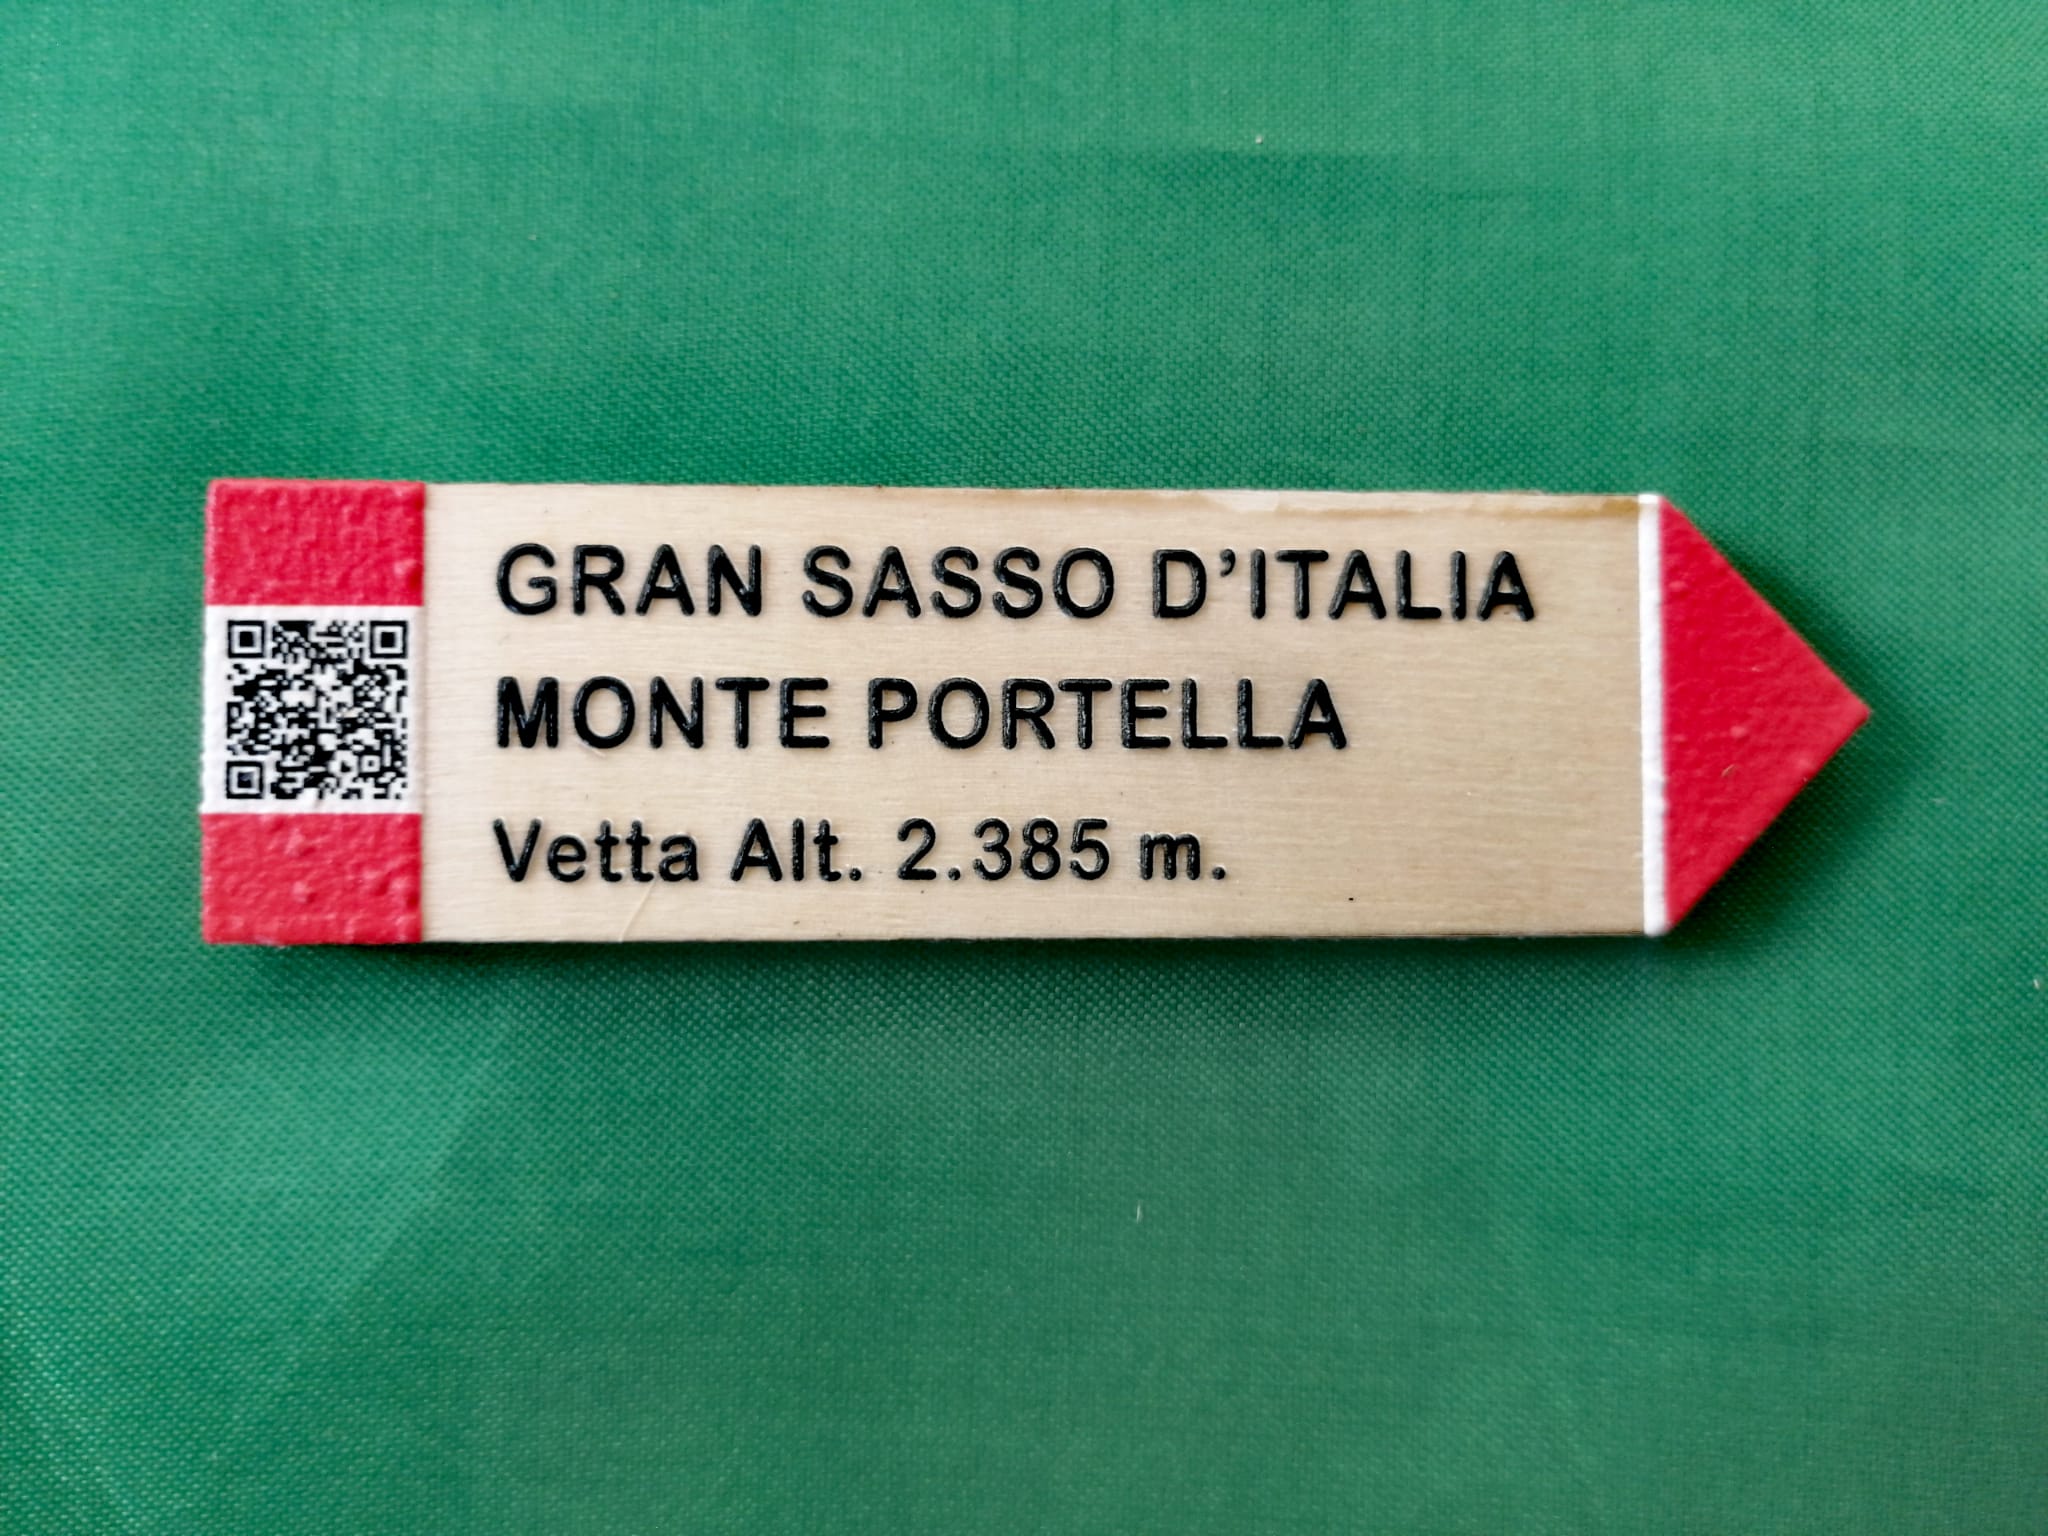 GRAN SASSO D’ITALIA
MONTE PORTELLA
Vetta Alt. 2.385 m.